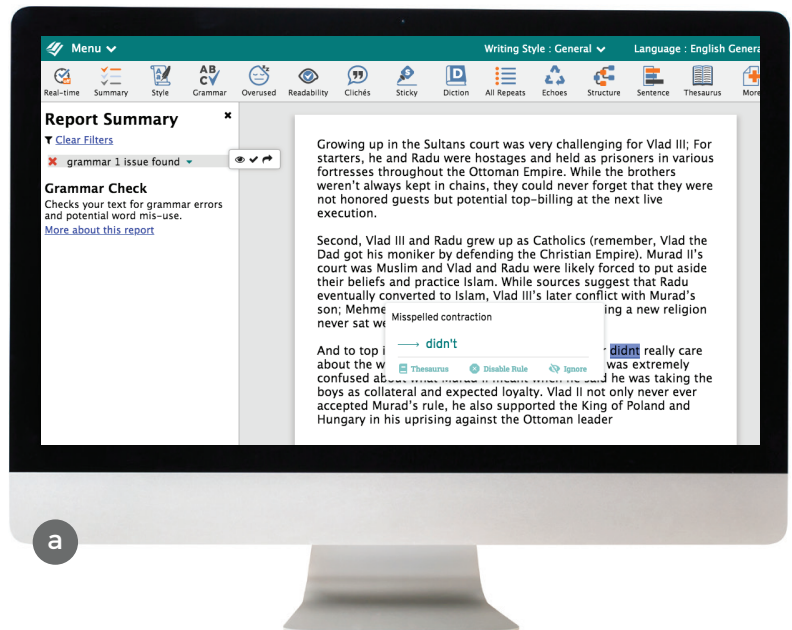 Menu
Writing Style : General
Language : English Genera
Real-time
Summary
Style
Grammar
Overused
Readability
Clichés
Sticky
Diction
All Repeats
Echoes
Structure
Sentence
Thesaurus
More
Report Summary
Clear Filters
grammar 1 issue found
Grammar Check
Checks your text for grammar errors
and potential word mis-use.
More about this report
Growing up in the Sultans court was very challenging for Vlad III; For
starters, he and Radu were hostages and held as prisoners in various
fortresses throughout the Ottoman Empire. While the brothers
weren't always kept in chains, they could never forget that they were
not honored guests but potential top-billing at the next live
execution.
Second, Vlad III and Radu grew up as Catholics (remember, Vlad the
Dad got his moniker by defending the Christian Empire). Murad II's
court was Muslim and Vlad and Radu were likely forced to put aside
their beliefs and practice Islam. While sources suggest that Radu
eventually converted to Islam, Vlad III's later conflict with Murad's
son; Mehme ing a new religion
never sat we
And to top i didnt really care
about the w was extremely
confused about what Murad II meant when he said he was taking the
boys as collateral and expected loyalty. Vlad II not only never ever
accepted Murad's rule, he also supported the King of Poland and
Hungary in his uprising against the Ottoman leader
Misspelled contraction
didn't
Thesaurus
Disable Rule
Ignore
a